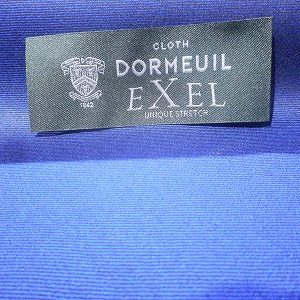 CLOTH
DORMEUIL
EXEL
UNIQUE STRETCH
1842